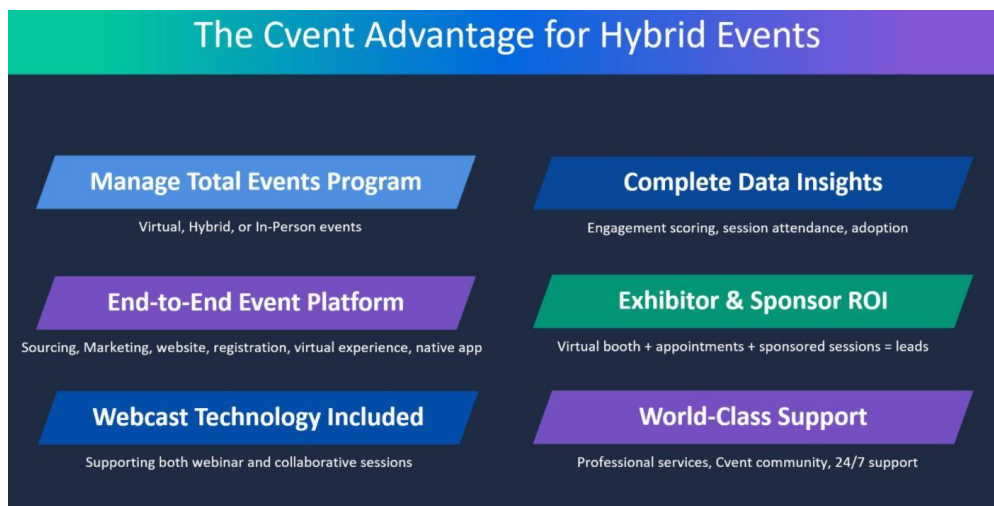 The Cvent Advantage for Hybrid Events
Manage Total Events Program
Virtual, Hybrid, or In-Person events
End-to-End Event Platform
Sourcing, Marketing, website, registration, virtual experience, native app
Webcast Technology Included
Supporting both webinar and collaborative sessions
Complete Data Insights
Engagement scoring, session attendance, adoption
Exhibitor & Sponsor ROI
Virtual booth + appointments + sponsored sessions = leads
World-Class Support
Professional services, Cvent community, 24/7 support